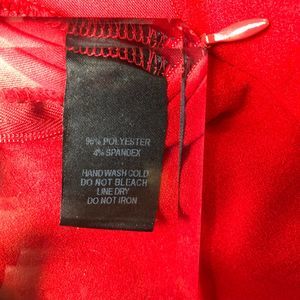 96% POLYESTER
4% SPANDEX
HAND WASH COLD
DO NOT BLEACH
LINE DRY
DO NOT IRON